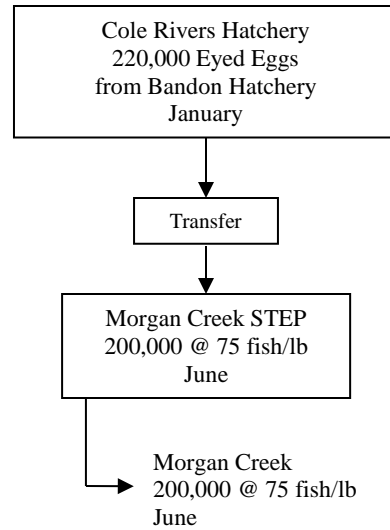 Cole Rivers Hatchery
220,000 Eyed Eggs
from Bandon Hatchery
January
Transfer
Morgan Creek STEP
200,000 @ 75 fish/lb
June
Morgan Creek
200,000 @ 75 fish/lb
June